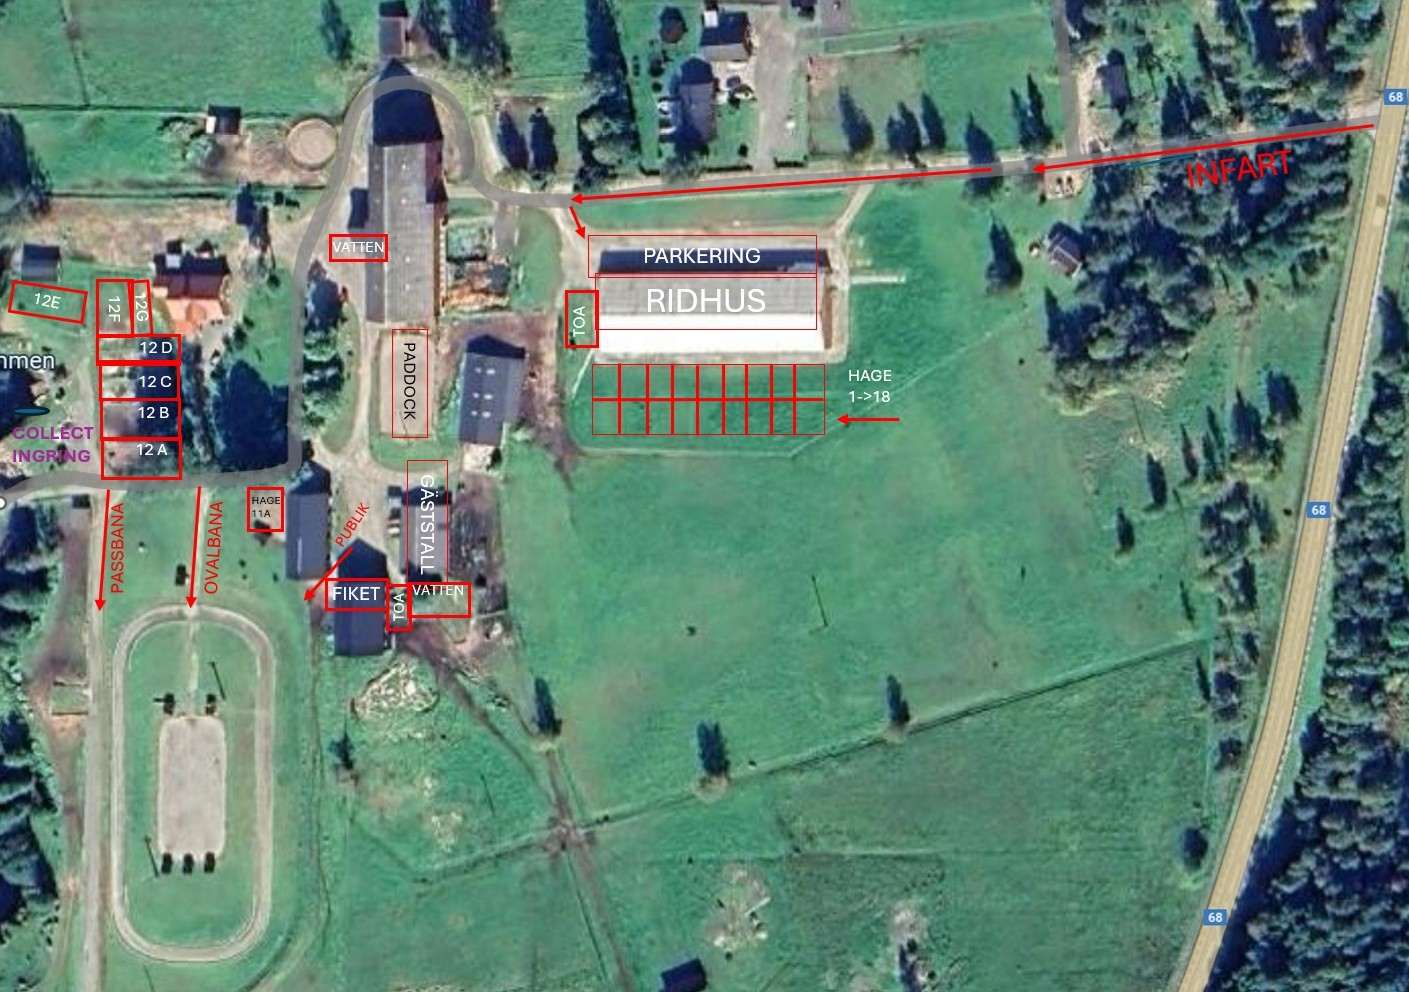 68
INFART
VATTEN
PARKERING
RIDHUS
TOA
12E
12F
12G
12 D
mmen
12 C
12 B
COLLECT
INGRING
12 A
PADDOCK
HAGE
1->18
HAGE
11A
GÄSTSTALL
PASSBANA
OVALBANA
PUBLIK
FIKET
TOA
VATTEN
68
68